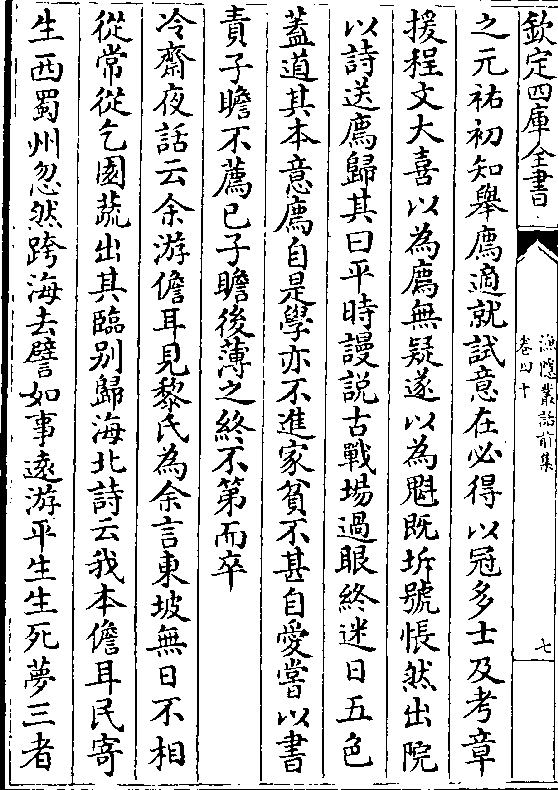 欽定四庫全書
漁隱叢話前集
卷四十
七
之元祐初知舉廌適就試意在必得以冠多士及考章
援程文大喜以為廌無疑遂以為魁既坼號悵然出院
以詩送廌歸其曰平時謾説古戰場過眼終迷日五色
蓋道其本意廌自是學亦不進家貧不甚自愛嘗以書
責子瞻不薦已子瞻後薄之終不第而卒
冷齋夜話云余游儋耳見黎氏為余言東坡無日不相
從常從乞園蔬出其臨别歸海北詩云我本儋耳民寄
生西蜀州忽然跨海去譬如事逺游平生生死夢三者